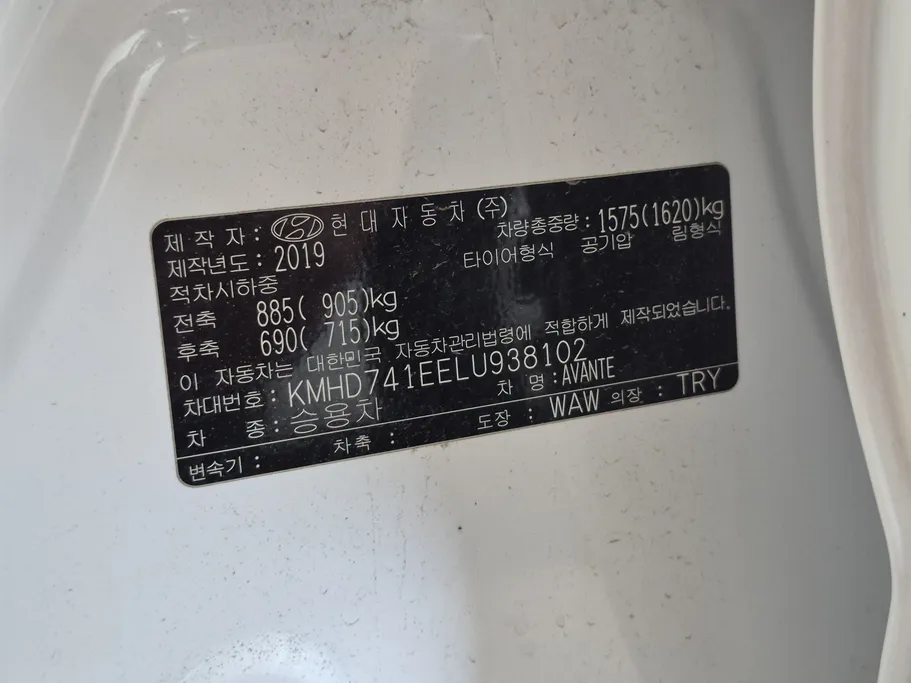 제 작 자 : 현 대 자 동 차 (주)
제작년도 : 2019 차량총중량 : 1575(1620)kg
적차시하중 타이어형식 공기압 림형식
전축 885( 905)kg
후축 690( 715)kg
이 자동차는 대한민국 자동차관리법령에 적합하게 제작되었습니다.
차대번호 : KMHD741EELU938102
차 종 : 승용차 차 명 : AVANTE
변속기 : 차축 : 도장 : WAW 의장 : TRY